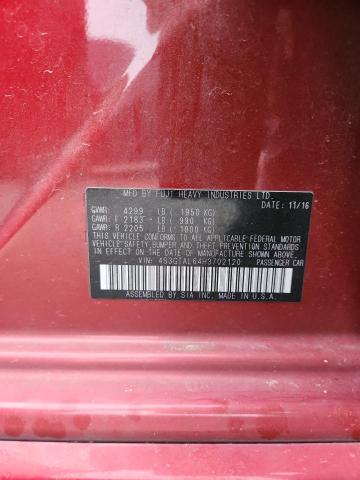 MFD BY FUJI HEAVY INDUSTRIES LTD.
GVWR: 4299 LB ( 1950 KG) DATE 11/16
GAWR: F 2183 LB ( 990 KG)
GAWR: R 2205 LB ( 1000 KG)
THIS VEHICLE CONFORMS TO ALL APPLICABLE FEDERAL MOTOR
VEHICLE SAFETY, BUMPER AND THEFT PREVENTION STANDARDS
IN EFFECT ON THE DATE OF MANUFACTURE SHOWN ABOVE.
VIN: 4S3GTAL64H3702120 PASSENGER CAR
ASSEMBLED BY SIA INC. MADE IN U.S.A.